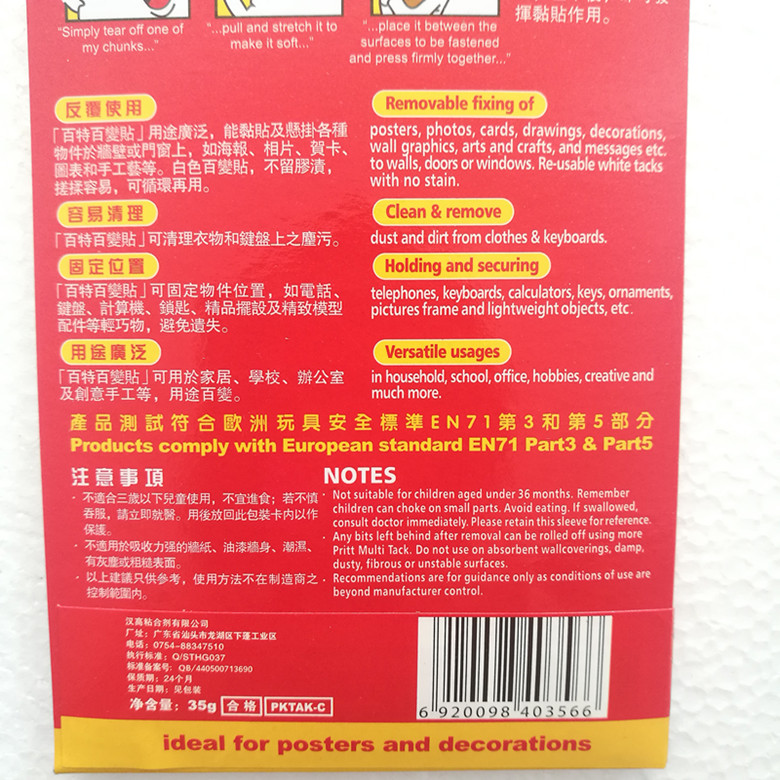 "Simply tear off one of
my chunks..."
"...pull and stretch it to
make it soft..."
"...place it between the
surfaces to be fastened
and press firmly together..."
揮黏貼作用。
反覆使用
「百特百變貼」用途廣泛，能黏貼及懸掛各種
物件於牆壁或門窗上，如海報、相片、賀卡、
圖表和手工藝等。白色百變貼，不留膠漬，
搓揉容易，可循環再用。
Removable fixing of
posters, photos, cards, drawings, decorations,
wall graphics, arts and crafts, and messages etc.
to walls, doors or windows. Re-usable white tacks
with no stain.
容易清理
「百特百變貼」可清理衣物和鍵盤上之塵污。
Clean & remove
dust and dirt from clothes & keyboards.
固定位置
「百特百變貼」可固定物件位置，如電話、
鍵盤、計算機、鎖匙、精品擺設及精致模型
配件等輕巧物，避免遺失。
Holding and securing
telephones, keyboards, calculators, keys, ornaments,
pictures frame and lightweight objects, etc.
用途廣泛
「百特百變貼」可用於家居、學校、辦公室
及創意手工等，用途百變。
Versatile usages
in household, school, office, hobbies, creative and
much more.
產品測試符合歐洲玩具安全標準EN71第3和第5部分
Products comply with European standard EN71 Part3 & Part5
注意事項
· 不適合三歲以下兒童使用，不宜進食；若不慎
吞服，請立即就醫。用後放回此包裝卡内以作
保護。
· 不適用於吸收力强的牆紙、油漆牆身、潮濕、
有灰塵或粗糙表面。
· 以上建議只供參考，使用方法不在制造商之
控制範圍内。
NOTES
· Not suitable for children aged under 36 months. Remember
children can choke on small parts. Avoid eating. If swallowed,
consult doctor immediately. Please retain this sleeve for reference.
· Any bits left behind after removal can be rolled off using more
Pritt Multi Tack. Do not use on absorbent wallcoverings, damp,
dusty, fibrous or unstable surfaces.
· Recommendations are for guidance only as conditions of use are
beyond manufacturer control.
汉高粘合剂有限公司
厂址：广东省汕头市龙湖区下蓬工业区
电话：0754-88347510
执行标准：Q/STHG037
标准备案号：QB/440500713690
保质期：24个月
生产日期：见包装
净含量：35g 合格 PKTAK-C
6 920098 403566
ideal for posters and decorations